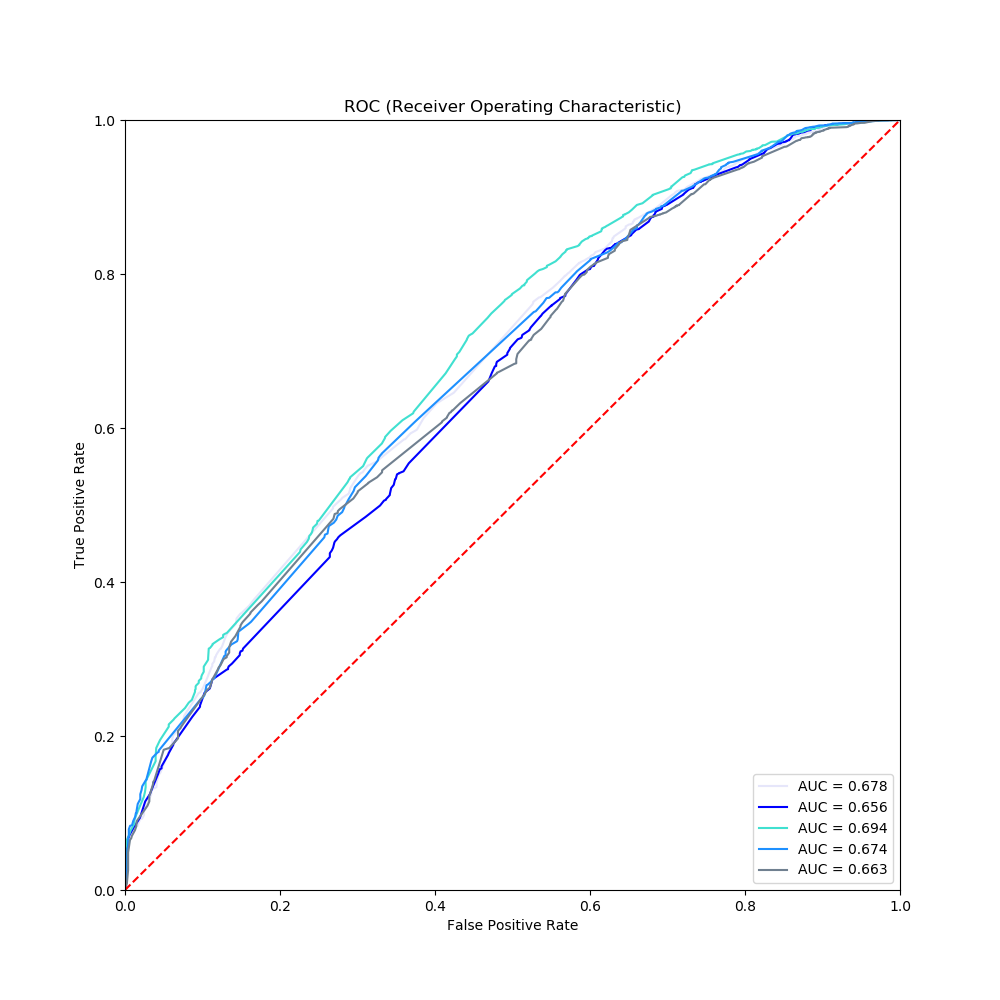 ROC (Receiver Operating Characteristic)
1.0
0.8
0.6
0.4
0.2
0.0
True Positive Rate
0.0 0.2 0.4 0.6 0.8 1.0
False Positive Rate
AUC = 0.678
AUC = 0.656
AUC = 0.694
AUC = 0.674
AUC = 0.663